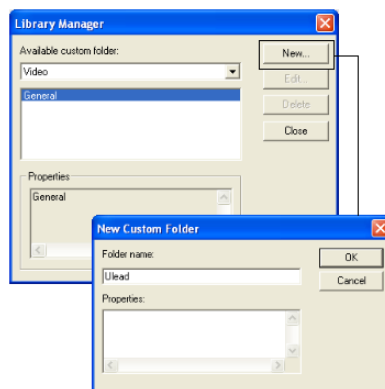 Library Manager
Available custom folder:
New...
Video
Edit...
General
Delete
Close
Properties
General
New Custom Folder
Folder name:
OK
Ulead
Cancel
Properties: